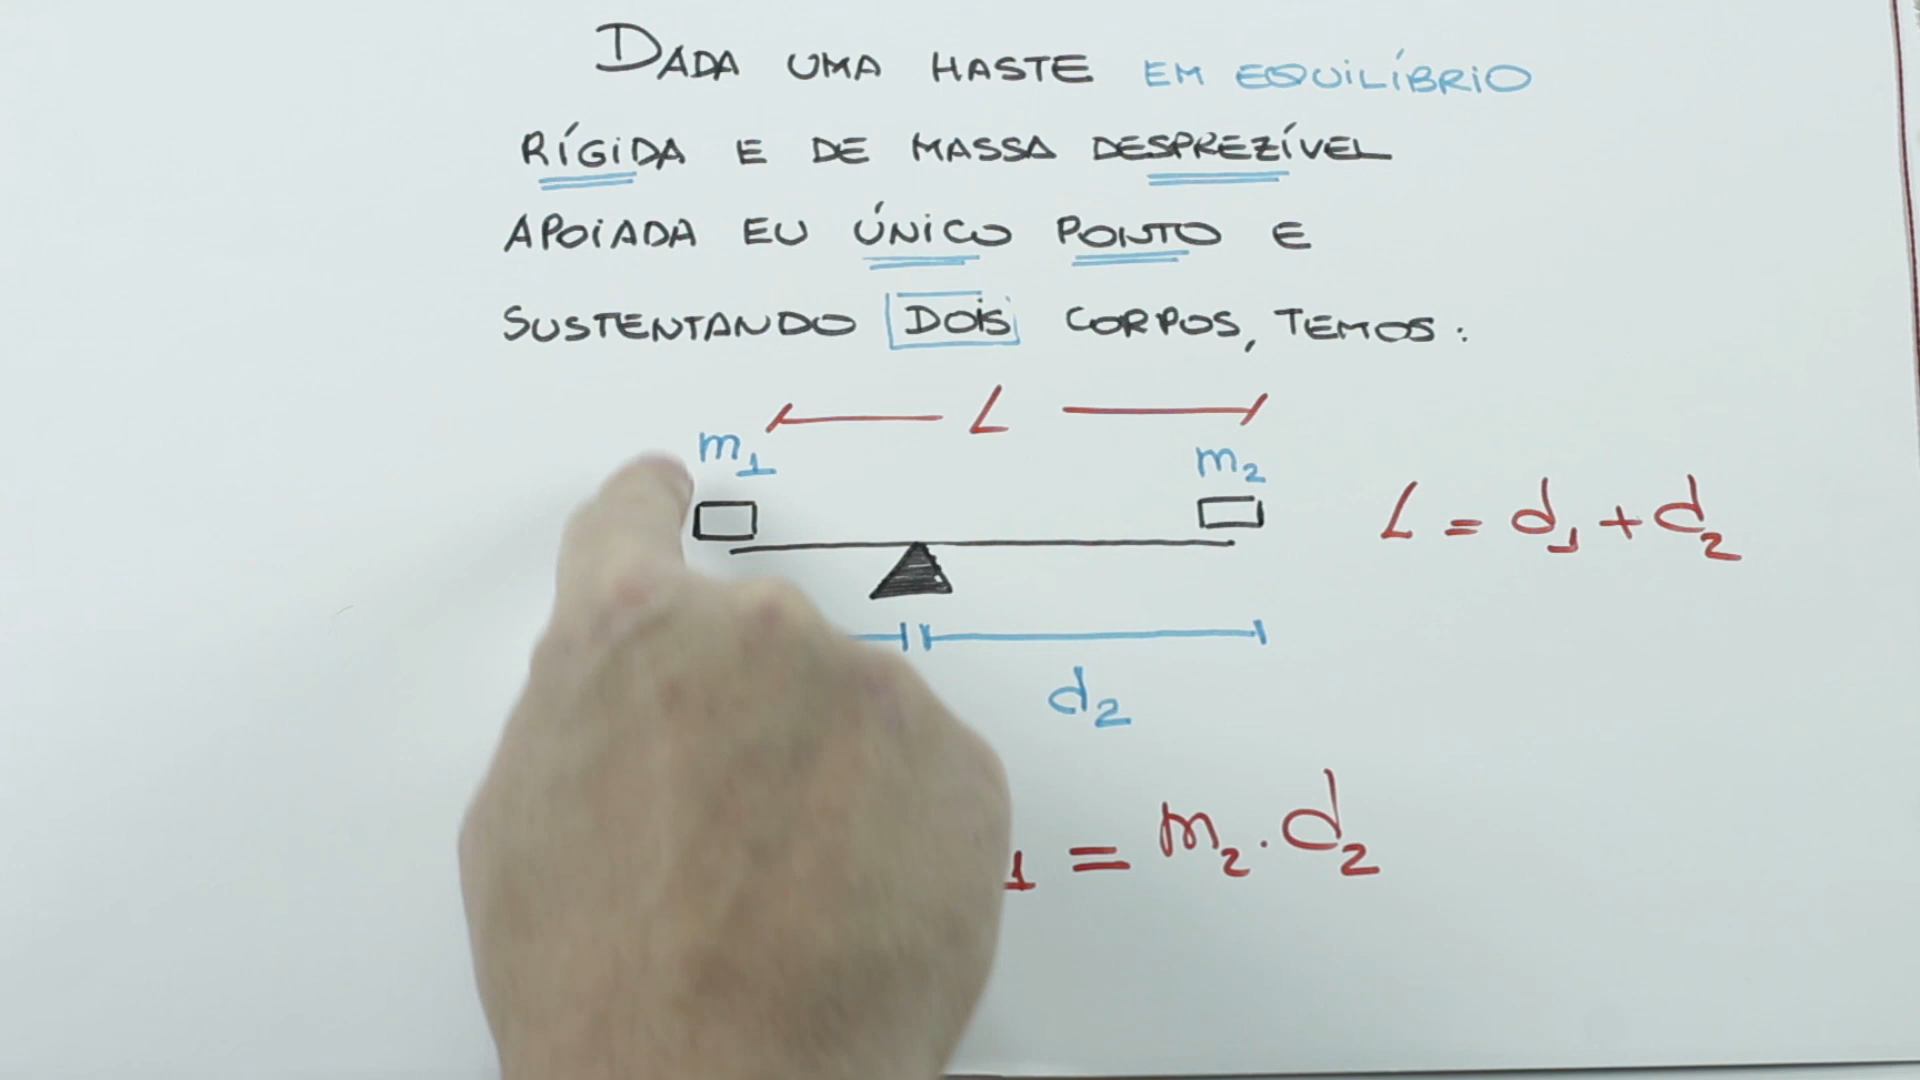 DADA UMA HASTE EM EQUILÍBRIO
RÍGIDA E DE MASSA DESPREZÍVEL
APOIADA EU ÚNICO PONTO E
SUSTENTANDO DOIS CORPOS, TEMOS:
L
m1 m2
L = d1 + d2
d2
1 = m2 . d2